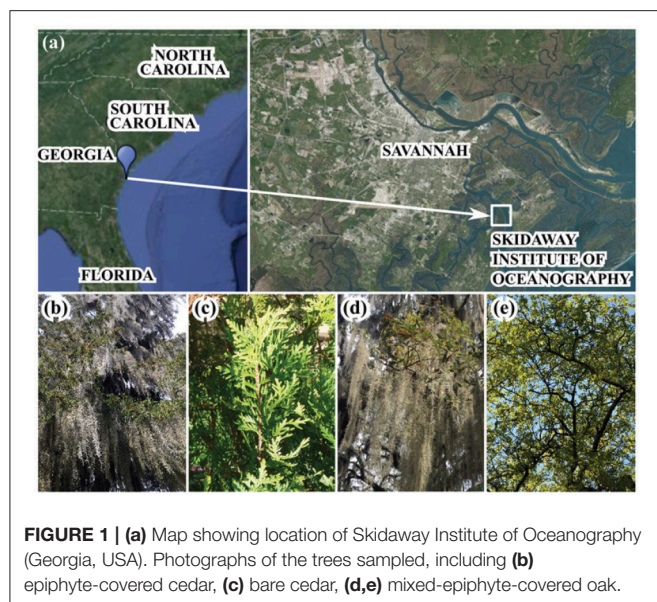 (a)
NORTH
CAROLINA
SOUTH
CAROLINA
GEORGIA
FLORIDA
SAVANNAH
SKIDAWAY
INSTITUTE OF
OCEANOGRAPHY
(b)
(c)
(d)
(e)
FIGURE 1 | (a) Map showing location of Skidaway Institute of Oceanography
(Georgia, USA). Photographs of the trees sampled, including (b)
epiphyte-covered cedar, (c) bare cedar, (d,e) mixed-epiphyte-covered oak.